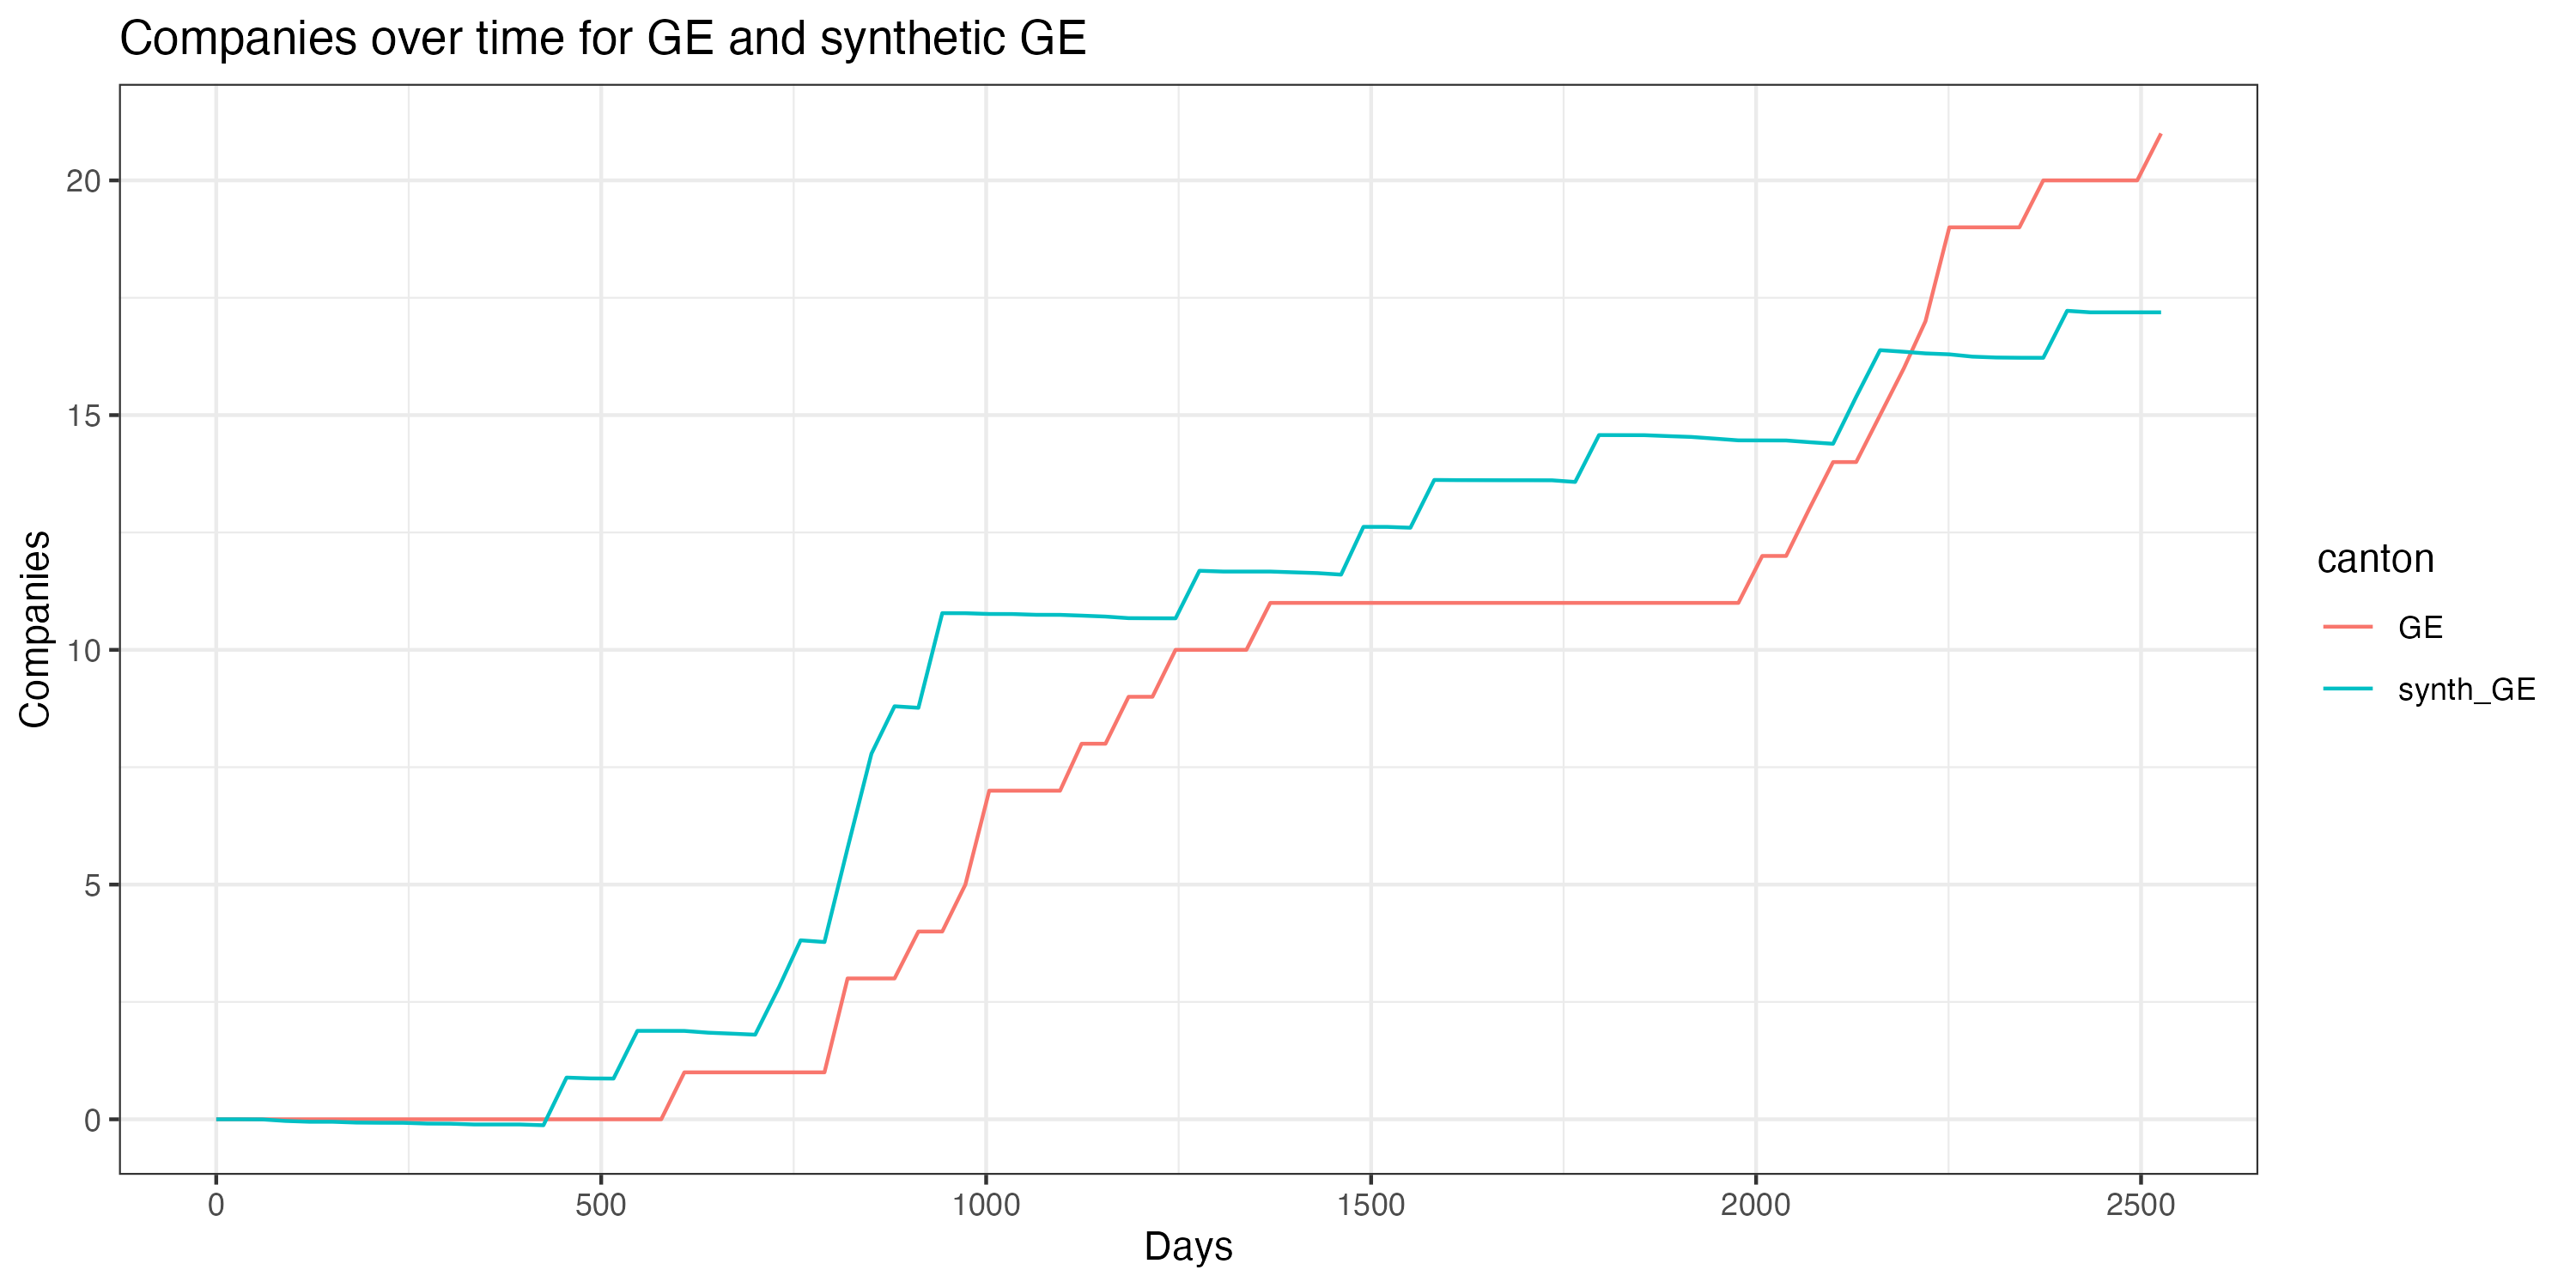 Companies over time for GE and synthetic GE
Companies
20
15
10
5
0
0 500 1000 1500 2000 2500
Days
canton
GE
synth_GE